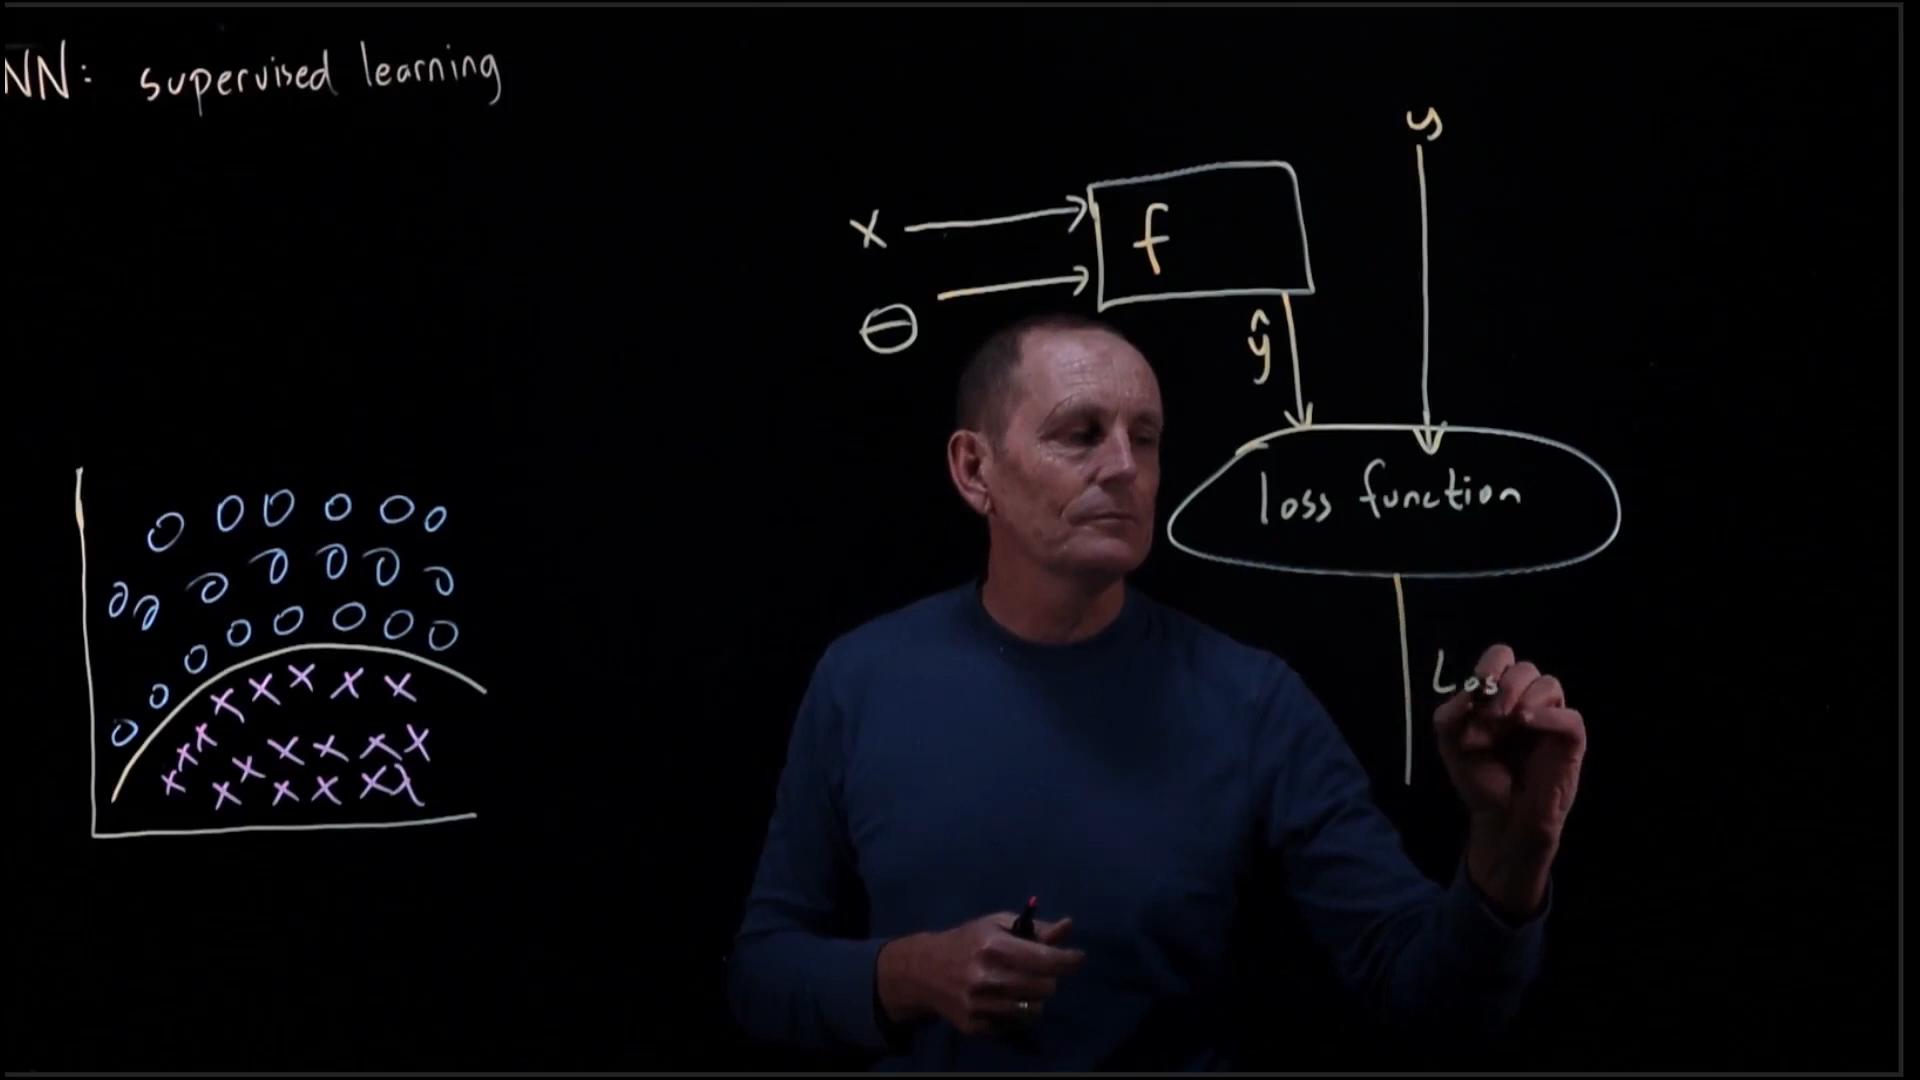 NN: supervised learning
y
x
f
θ
ŷ
loss function
Los